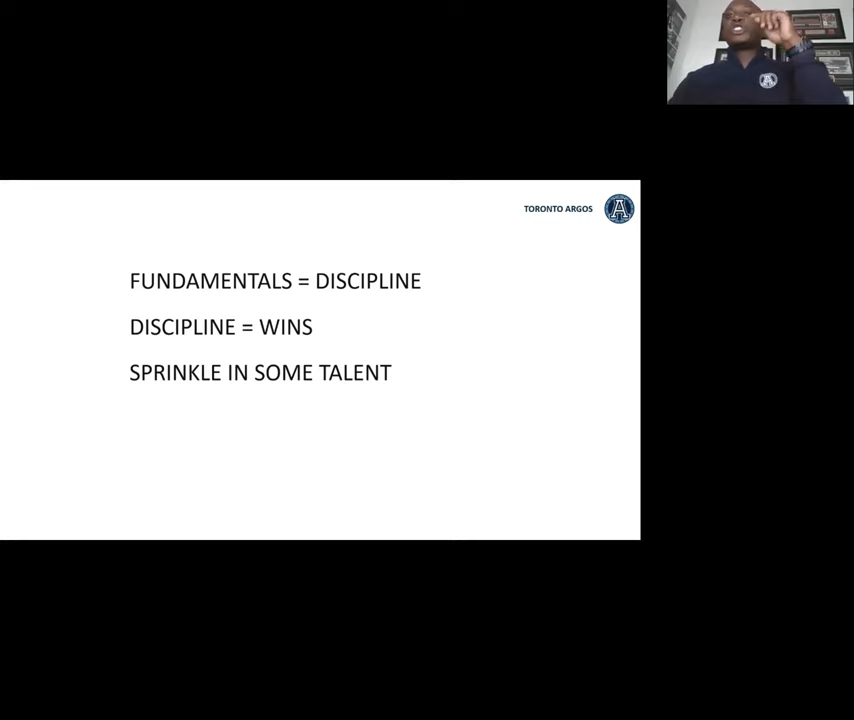 TORONTO ARGOS
FUNDAMENTALS = DISCIPLINE
DISCIPLINE = WINS
SPRINKLE IN SOME TALENT